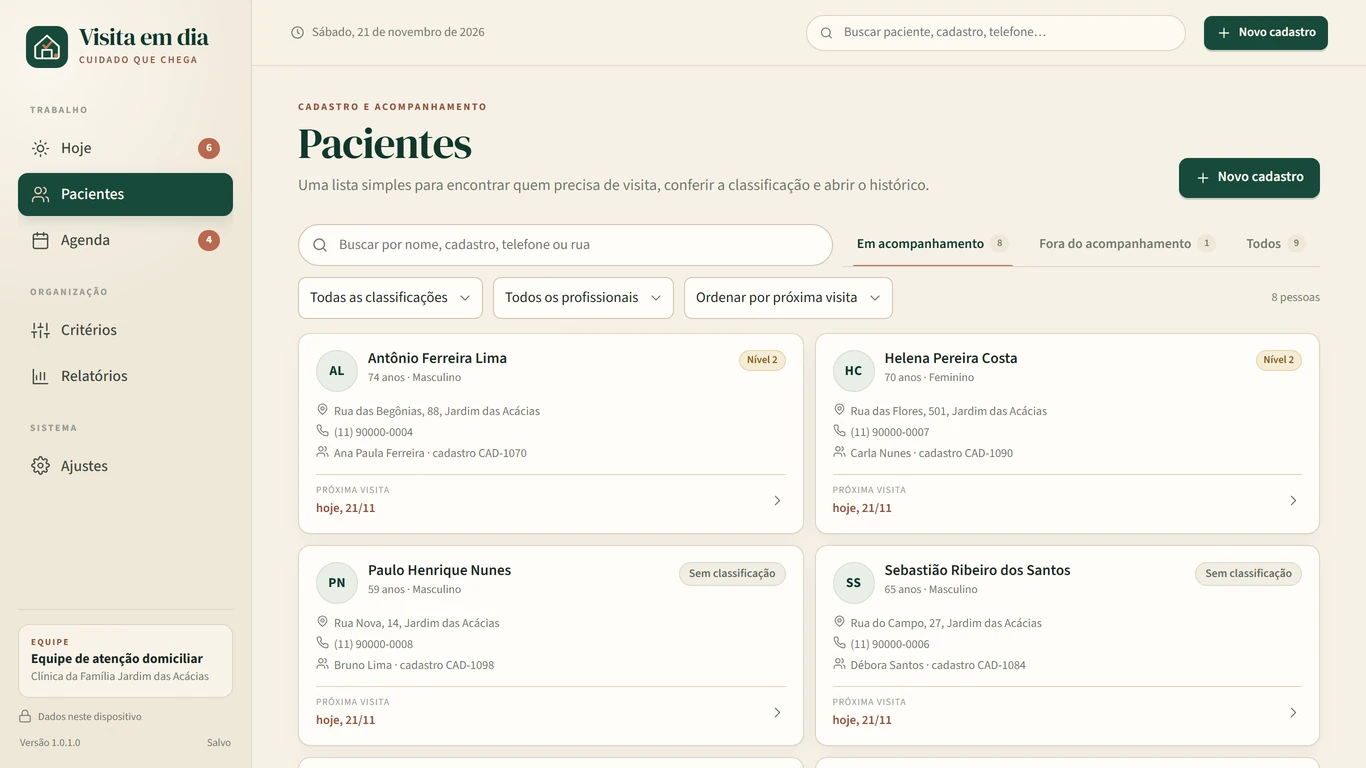 Visita em dia
CUIDADO QUE CHEGA
TRABALHO
Hoje 6
Pacientes
Agenda 4
ORGANIZAÇÃO
Critérios
Relatórios
SISTEMA
Ajustes
EQUIPE
Equipe de atenção domiciliar
Clínica da Família Jardim das Acácias
Dados neste dispositivo
Versão 1.0.1.0 Salvo
Sábado, 21 de novembro de 2026
Buscar paciente, cadastro, telefone…
Novo cadastro
CADASTRO E ACOMPANHAMENTO
Pacientes
Uma lista simples para encontrar quem precisa de visita, conferir a classificação e abrir o histórico.
Novo cadastro
Buscar por nome, cadastro, telefone ou rua
Em acompanhamento 8 Fora do acompanhamento 1 Todos 9
Todas as classificações Todos os profissionais Ordenar por próxima visita 8 pessoas
AL
Antônio Ferreira Lima Nível 2
74 anos · Masculino
Rua das Begônias, 88, Jardim das Acácias
(11) 90000-0004
Ana Paula Ferreira · cadastro CAD-1070
PRÓXIMA VISITA
hoje, 21/11
HC
Helena Pereira Costa Nível 2
70 anos · Feminino
Rua das Flores, 501, Jardim das Acácias
(11) 90000-0007
Carla Nunes · cadastro CAD-1090
PRÓXIMA VISITA
hoje, 21/11
PN
Paulo Henrique Nunes Sem classificação
59 anos · Masculino
Rua Nova, 14, Jardim das Acácias
(11) 90000-0008
Bruno Lima · cadastro CAD-1098
PRÓXIMA VISITA
hoje, 21/11
SS
Sebastião Ribeiro dos Santos Sem classificação
65 anos · Masculino
Rua do Campo, 27, Jardim das Acácias
(11) 90000-0006
Débora Santos · cadastro CAD-1084
PRÓXIMA VISITA
hoje, 21/11